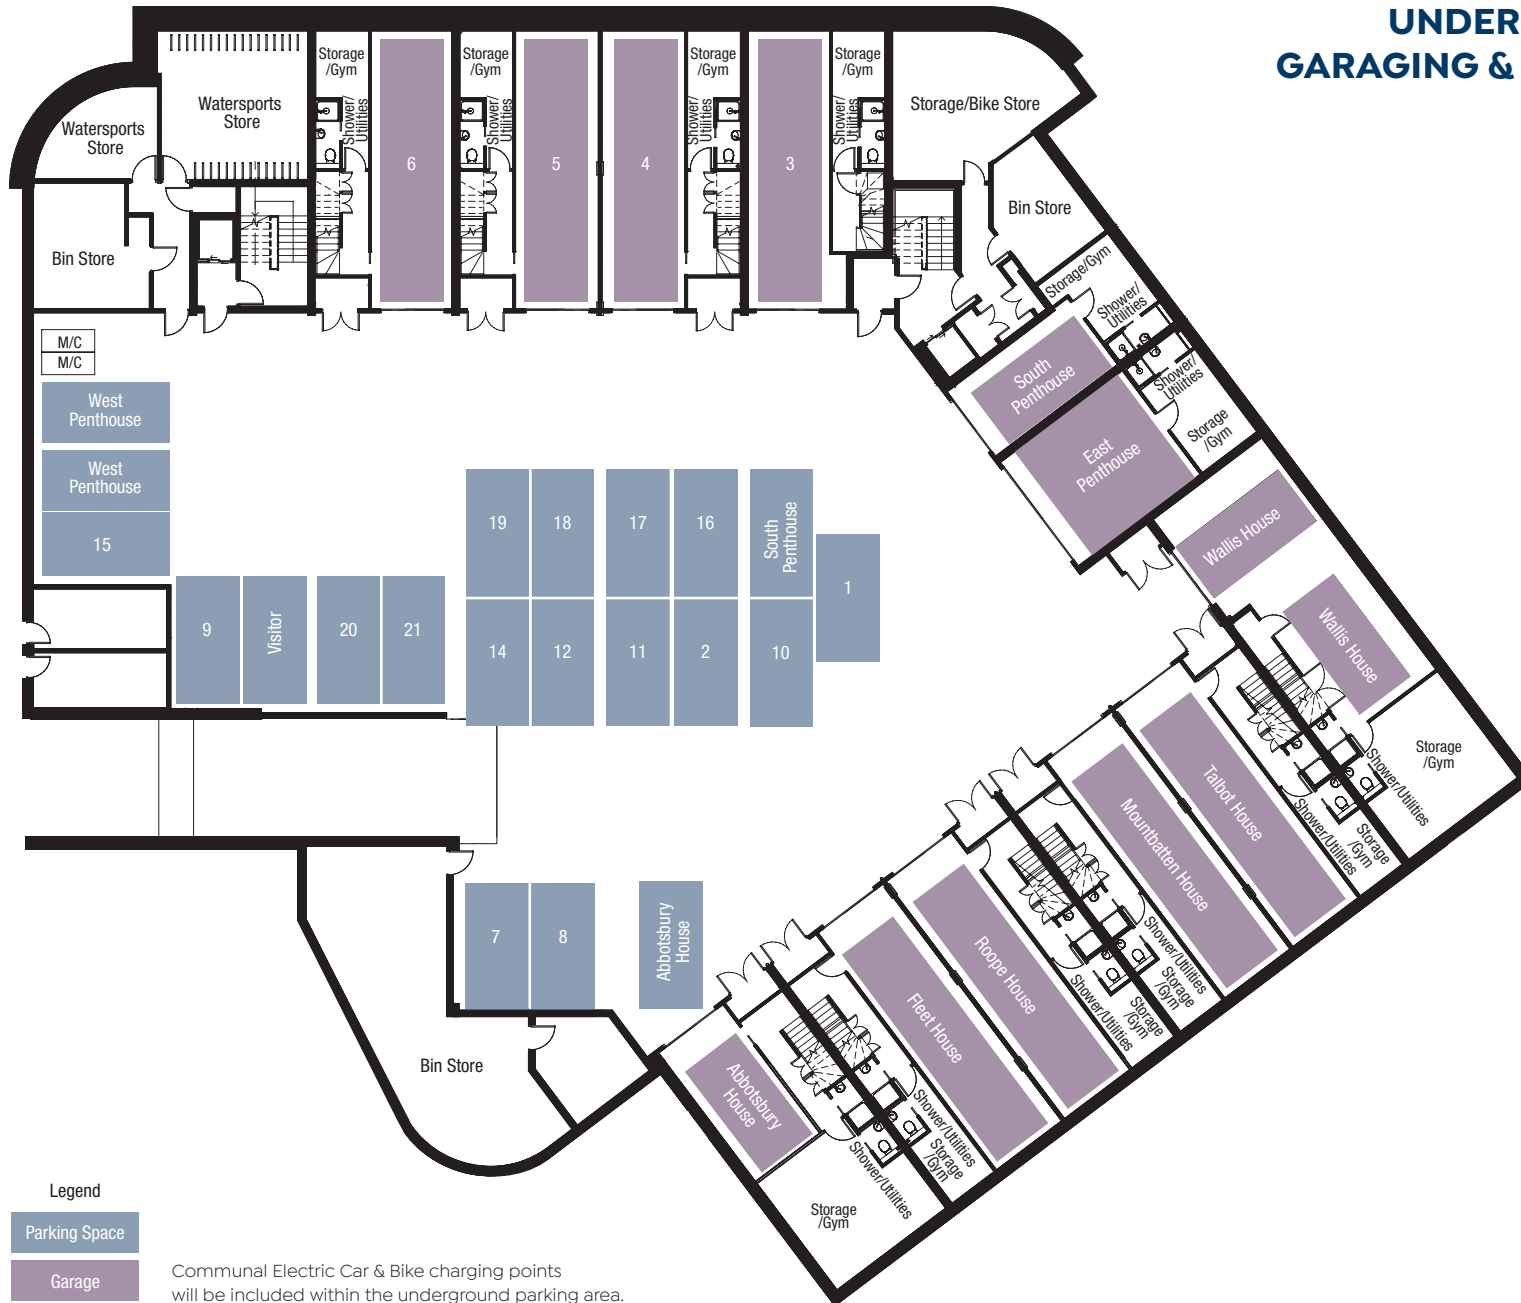 UNDER
GARAGING &
Storage
/Gym
Storage
/Gym
Storage
/Gym
Storage
/Gym
Watersports
Store
Watersports
Store
Shower/
Utilities
Shower/
Utilities
Shower/
Utilities
Shower/
Utilities
6
5
4
3
Storage/Bike Store
Bin Store
Bin Store
Storage/Gym
Shower/
Utilities
Shower/
Utilities
Storage
/Gym
M/C
M/C
West
Penthouse
West
Penthouse
15
South
Penthouse
East
Penthouse
Wallis House
Wallis House
19
18
17
16
South
Penthouse
1
9
Visitor
20
21
14
12
11
2
10
Storage
/Gym
Shower/Utilities
Storage
/Gym
Shower/Utilities
Talbot House
Mountbatten House
Shower/Utilities
Storage
/Gym
Storage
/Gym
Shower/Utilities
Roope House
Fleet House
Shower/Utilities
Storage
/Gym
Shower/Utilities
7
8
Abbotsbury
House
Abbotsbury
House
Storage
/Gym
Bin Store
Legend
Parking Space
Garage
Communal Electric Car & Bike charging points
will be included within the underground parking area.